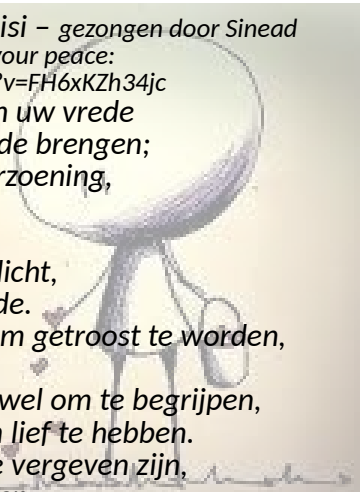 isi – gezongen door Sinead
your peace:
?v=FH6xKZh34jc
n uw vrede
de brengen;
rzoening,
licht,
de.
m getroost te worden,
wel om te begrijpen,
n lief te hebben.
e vergeven zijn,